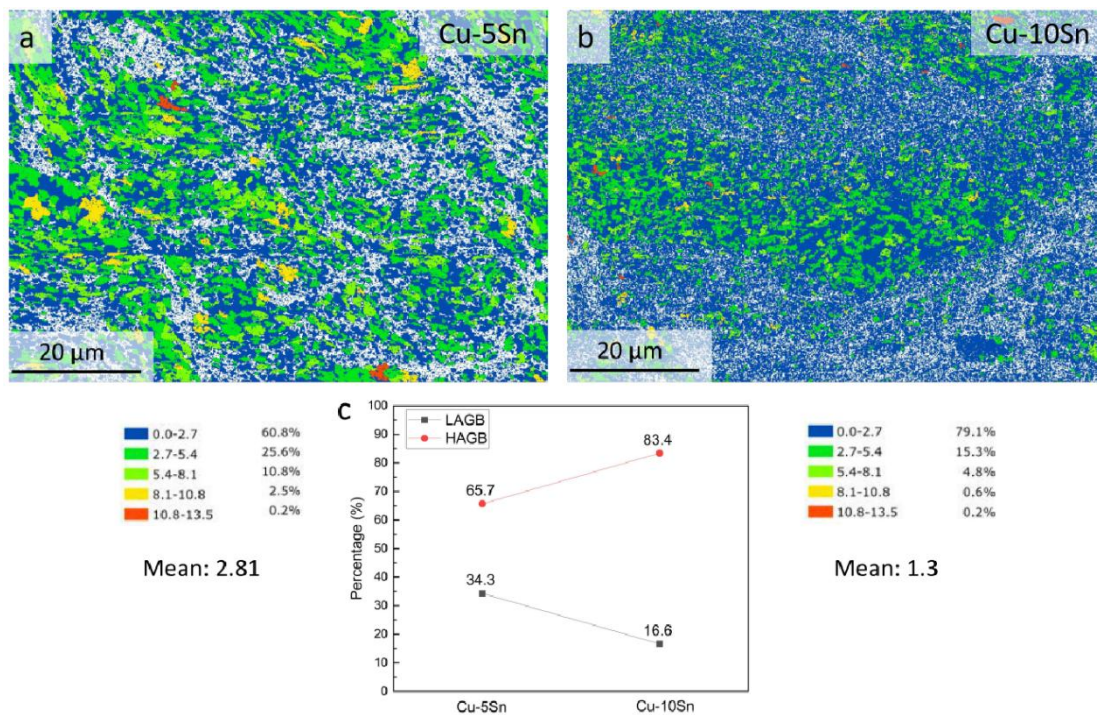 a
Cu-5Sn
20 µm
b
Cu-10Sn
20 µm
0.0-2.7 60.8%
2.7-5.4 25.6%
5.4-8.1 10.8%
8.1-10.8 2.5%
10.8-13.5 0.2%
Mean: 2.81
c
LAGB
HAGB
Percentage (%)
100
90
80
70
60
50
40
30
20
10
0
65.7
83.4
34.3
16.6
Cu-5Sn
Cu-10Sn
0.0-2.7 79.1%
2.7-5.4 15.3%
5.4-8.1 4.8%
8.1-10.8 0.6%
10.8-13.5 0.2%
Mean: 1.3